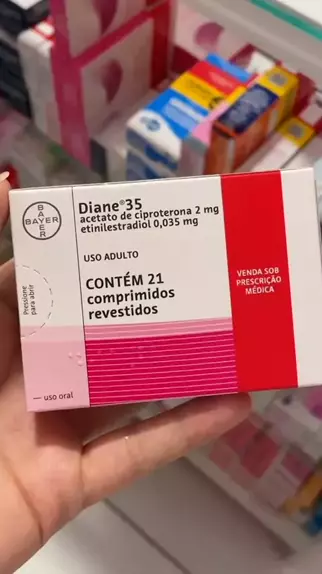 BAYER
BAYER
Diane®35
acetato de ciproterona 2 mg
etinilestradiol 0,035 mg
USO ADULTO
CONTÉM 21
comprimidos
revestidos
VENDA SOB
PRESCRIÇÃO
MÉDICA
Pressione
para abrir
uso oral